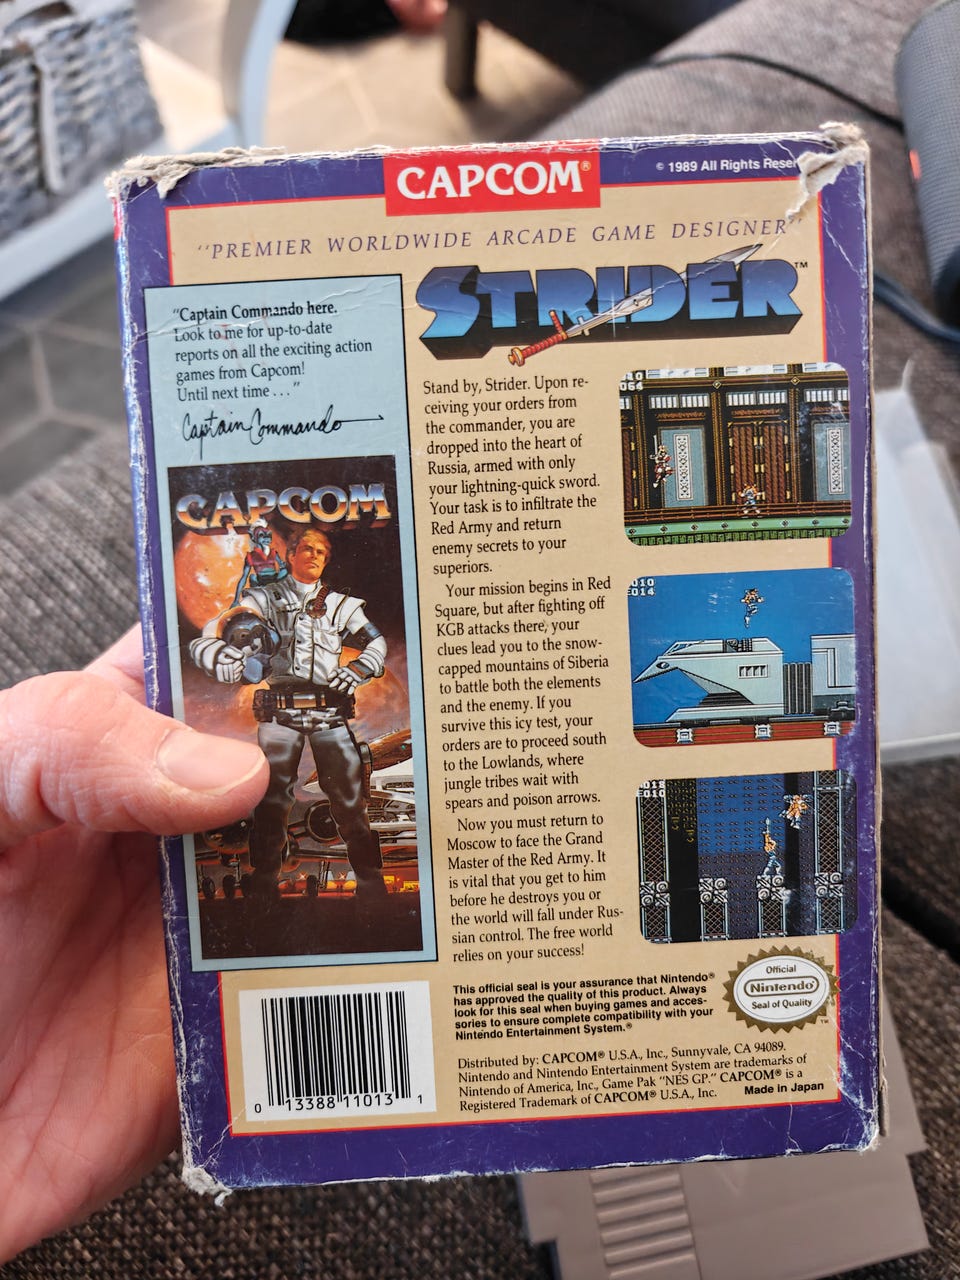 CAPCOM®
© 1989 All Rights Reser
"PREMIER WORLDWIDE ARCADE GAME DESIGNER"
STRIDER™
"Captain Commando here.
Look to me for up-to-date
reports on all the exciting action
games from Capcom!
Until next time . . ."
Captain Commando
CAPCOM
Stand by, Strider. Upon re-
ceiving your orders from
the commander, you are
dropped into the heart of
Russia, armed with only
your lightning-quick sword.
Your task is to infiltrate the
Red Army and return
enemy secrets to your
superiors.
Your mission begins in Red
Square, but after fighting off
KGB attacks there, your
clues lead you to the snow-
capped mountains of Siberia
to battle both the elements
and the enemy. If you
survive this icy test, your
orders are to proceed south
to the Lowlands, where
jungle tribes wait with
spears and poison arrows.
Now you must return to
Moscow to face the Grand
Master of the Red Army. It
is vital that you get to him
before he destroys you or
the world will fall under Rus-
sian control. The free world
relies on your success!
This official seal is your assurance that Nintendo®
has approved the quality of this product. Always
look for this seal when buying games and acces-
sories to ensure complete compatibility with your
Nintendo Entertainment System.®
Official
Nintendo®
Seal of Quality
™
Distributed by: CAPCOM® U.S.A., Inc., Sunnyvale, CA 94089.
Nintendo and Nintendo Entertainment System are trademarks of
Nintendo of America, Inc., Game Pak "NES GP." CAPCOM® is a
Registered Trademark of CAPCOM® U.S.A., Inc.
Made in Japan
0 13388 11013 1